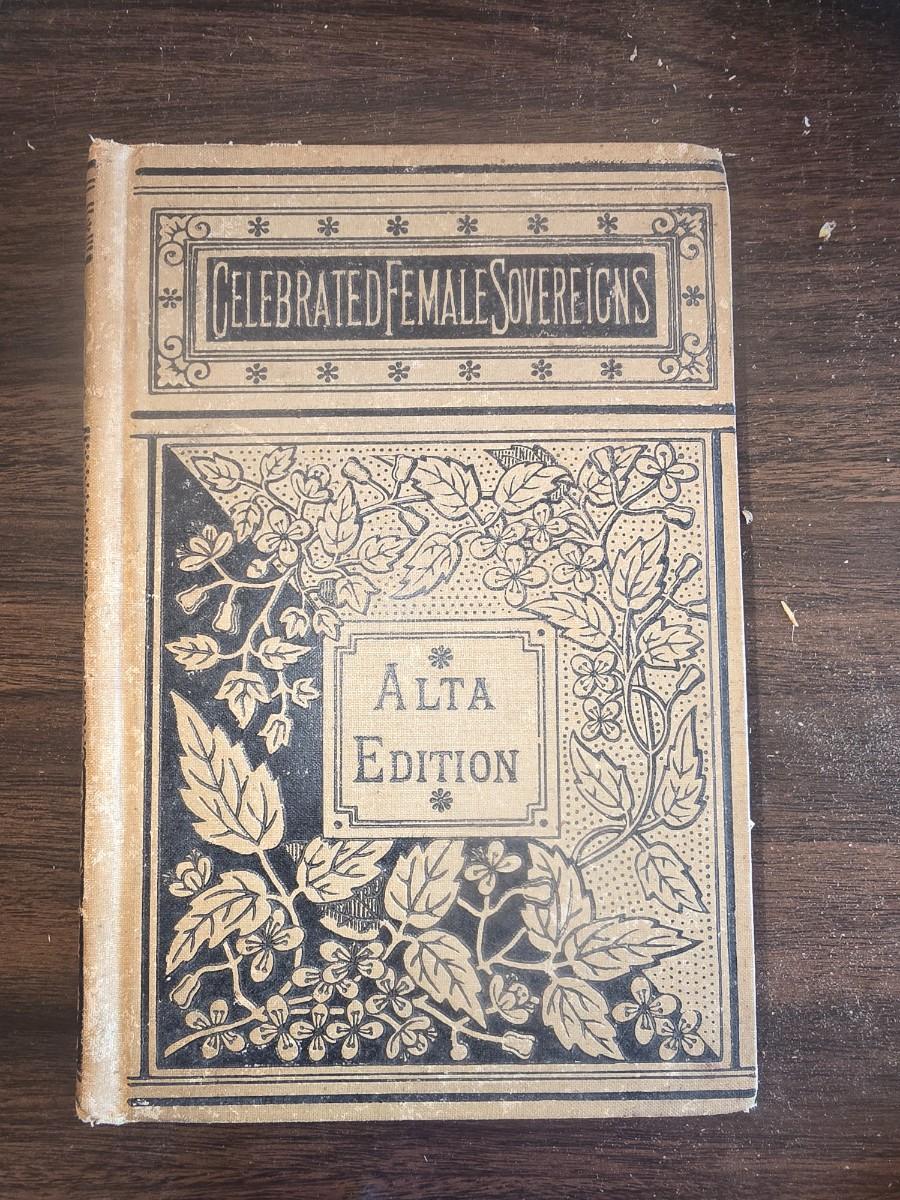 CELEBRATED FEMALE SOVEREIGNS
ALTA
EDITION